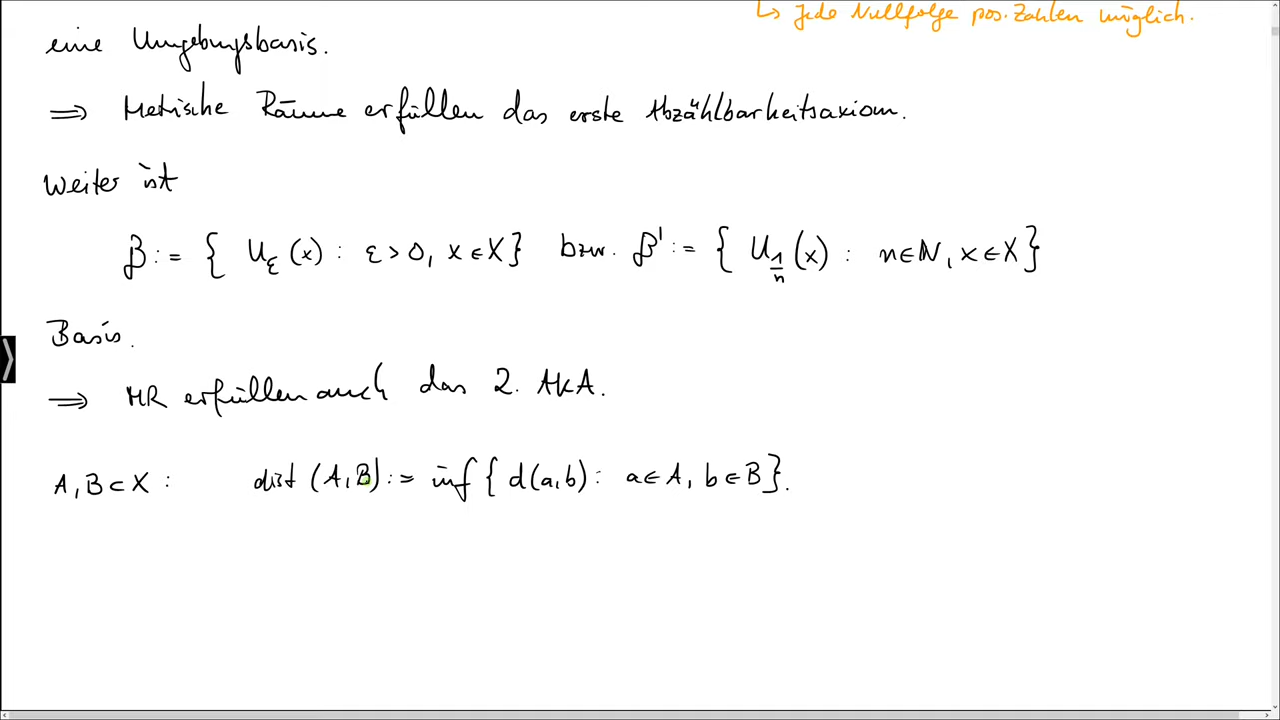 ↳ jede Nullfolge pos. Zahlen möglich.
eine Umgebungsbasis.
⟹ Metrische Räume erfüllen das erste Abzählbarkeitsaxiom.
Weiter ist
β := { U_ε(x) : ε > 0, x ∈ X } bzw. β' := { U_{1/n}(x) : n ∈ ℕ, x ∈ X }
Basis.
⟹ MR erfüllen auch das 2. AKA.
A, B ⊂ X : dist (A, B) := inf { d(a, b) : a ∈ A, b ∈ B }.